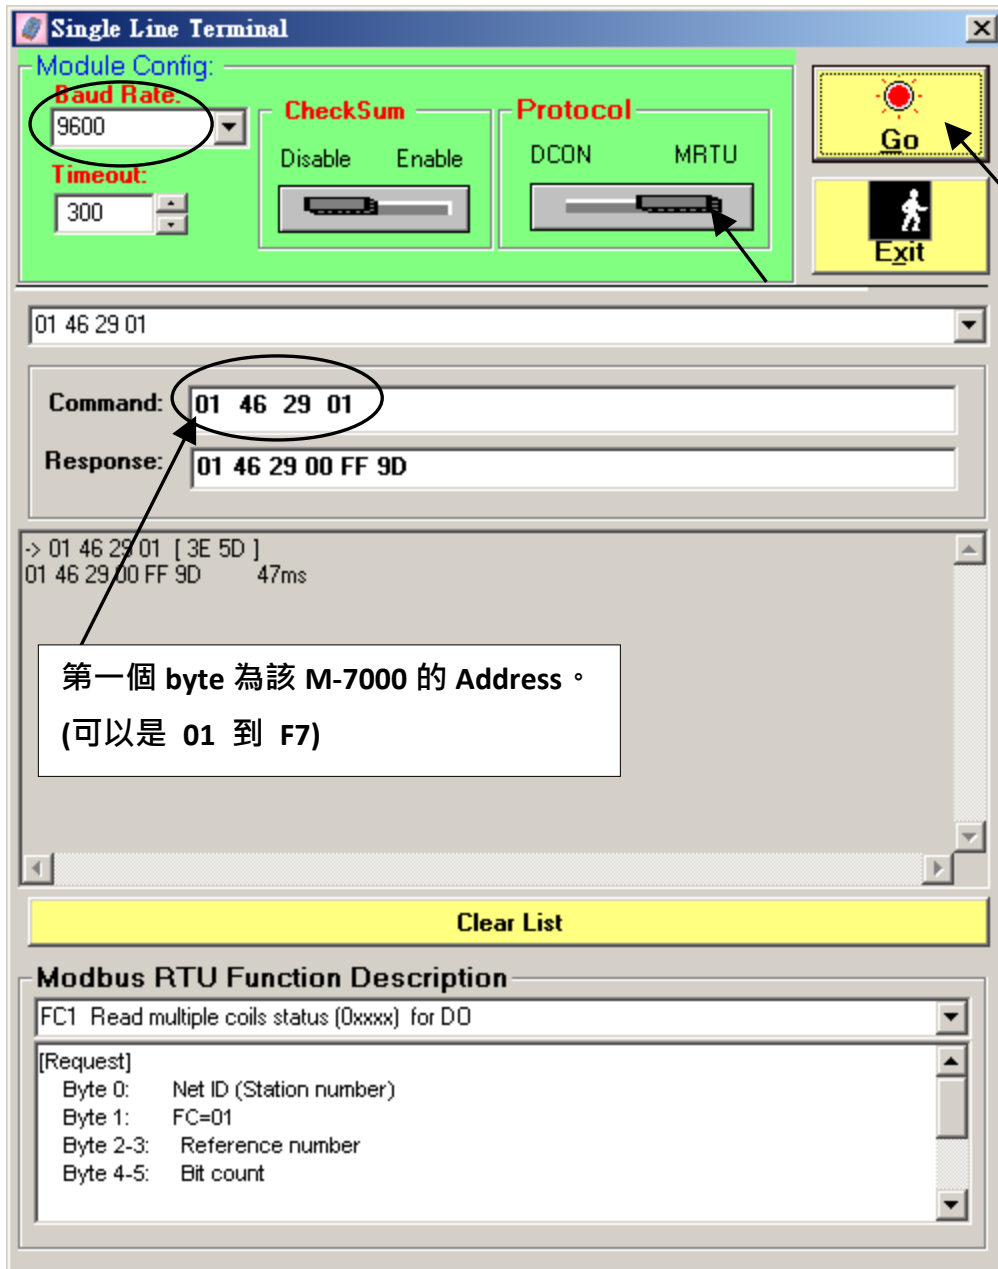 Single Line Terminal
Module Config:
Baud Rate:
9600
Timeout:
300
CheckSum
Disable Enable
Protocol
DCON MRTU
Go
Exit
01 46 29 01
Command: 01 46 29 01
Response: 01 46 29 00 FF 9D
-> 01 46 29 01 [ 3E 5D ]
01 46 29 00 FF 9D 47ms
第一個 byte 為該 M-7000 的 Address。
(可以是 01 到 F7)
Clear List
Modbus RTU Function Description
FC1 Read multiple coils status (0xxxx) for DO
[Request]
Byte 0: Net ID (Station number)
Byte 1: FC=01
Byte 2-3: Reference number
Byte 4-5: Bit count